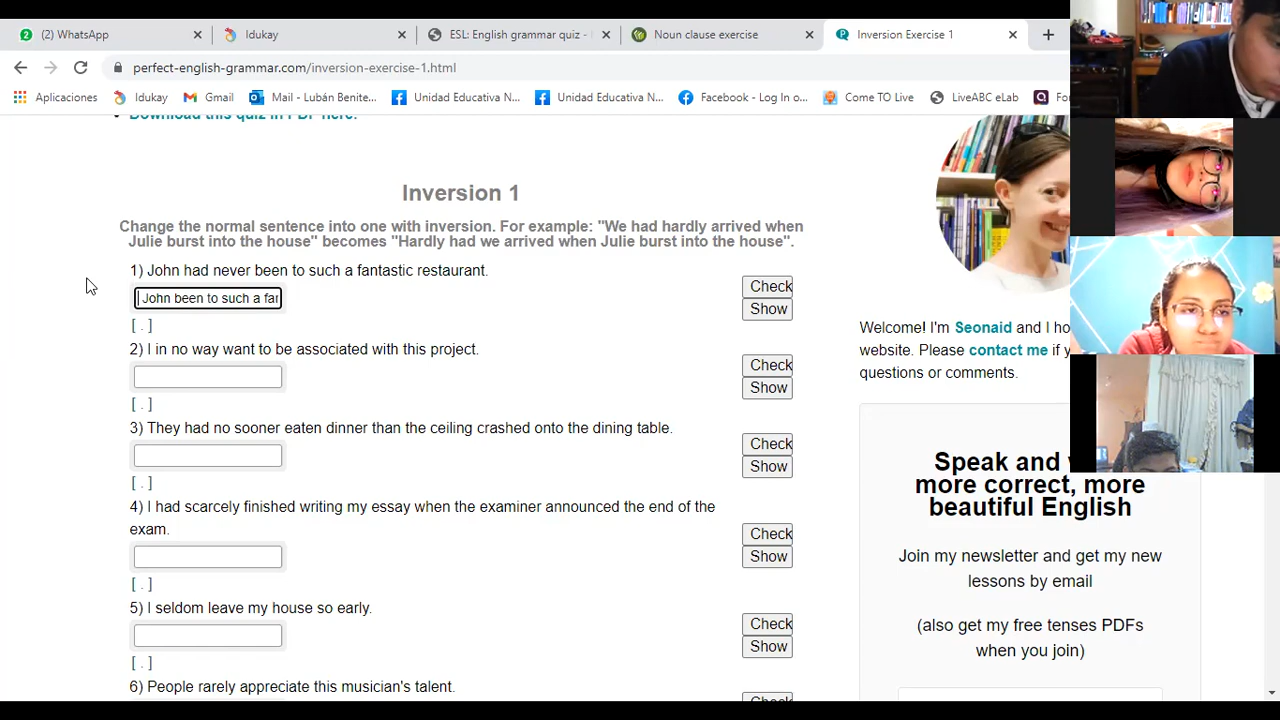 2 (2) WhatsApp
Idukay
ESL: English grammar quiz -
Noun clause exercise
Inversion Exercise 1
perfect-english-grammar.com/inversion-exercise-1.html
Aplicaciones
Idukay
Gmail
Mail - Lubán Benite...
Unidad Educativa N...
Unidad Educativa N...
Facebook - Log In o...
Come TO Live
LiveABC eLab
Fo
Download this quiz in PDF here.
Inversion 1
Change the normal sentence into one with inversion. For example: "We had hardly arrived when
Julie burst into the house" becomes "Hardly had we arrived when Julie burst into the house".
1) John had never been to such a fantastic restaurant.
John been to such a fan
Check
Show
[ . ]
2) I in no way want to be associated with this project.
Check
Show
[ . ]
3) They had no sooner eaten dinner than the ceiling crashed onto the dining table.
Check
Show
[ . ]
4) I had scarcely finished writing my essay when the examiner announced the end of the
exam.
Check
Show
[ . ]
5) I seldom leave my house so early.
Check
Show
[ . ]
6) People rarely appreciate this musician's talent.
Welcome! I'm Seonaid and I ho
website. Please contact me if y
questions or comments.
Speak and
more correct, more
beautiful English
Join my newsletter and get my new
lessons by email
(also get my free tenses PDFs
when you join)